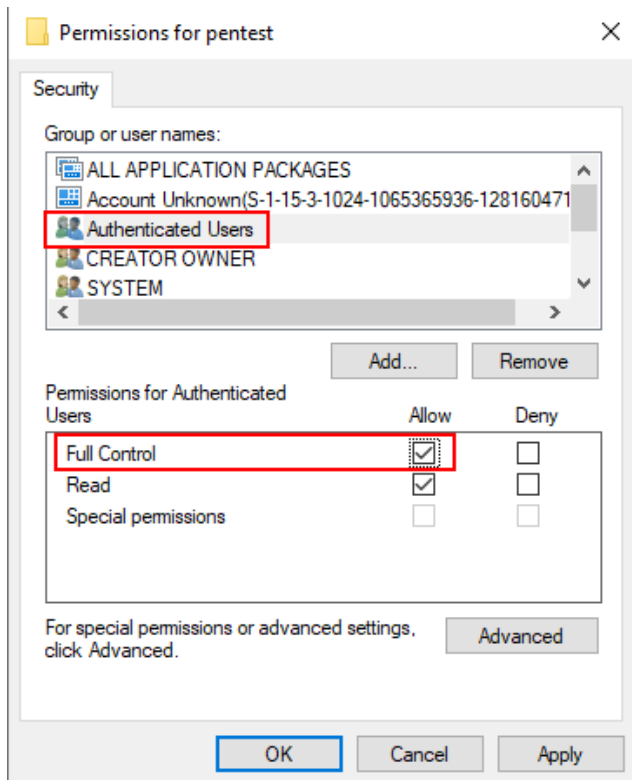 Permissions for pentest
Security
Group or user names:
ALL APPLICATION PACKAGES
Account Unknown(S-1-15-3-1024-1065365936-128160471
Authenticated Users
CREATOR OWNER
SYSTEM
Add...
Remove
Permissions for Authenticated
Users
Allow
Deny
Full Control
Read
Special permissions
For special permissions or advanced settings,
click Advanced.
Advanced
OK
Cancel
Apply